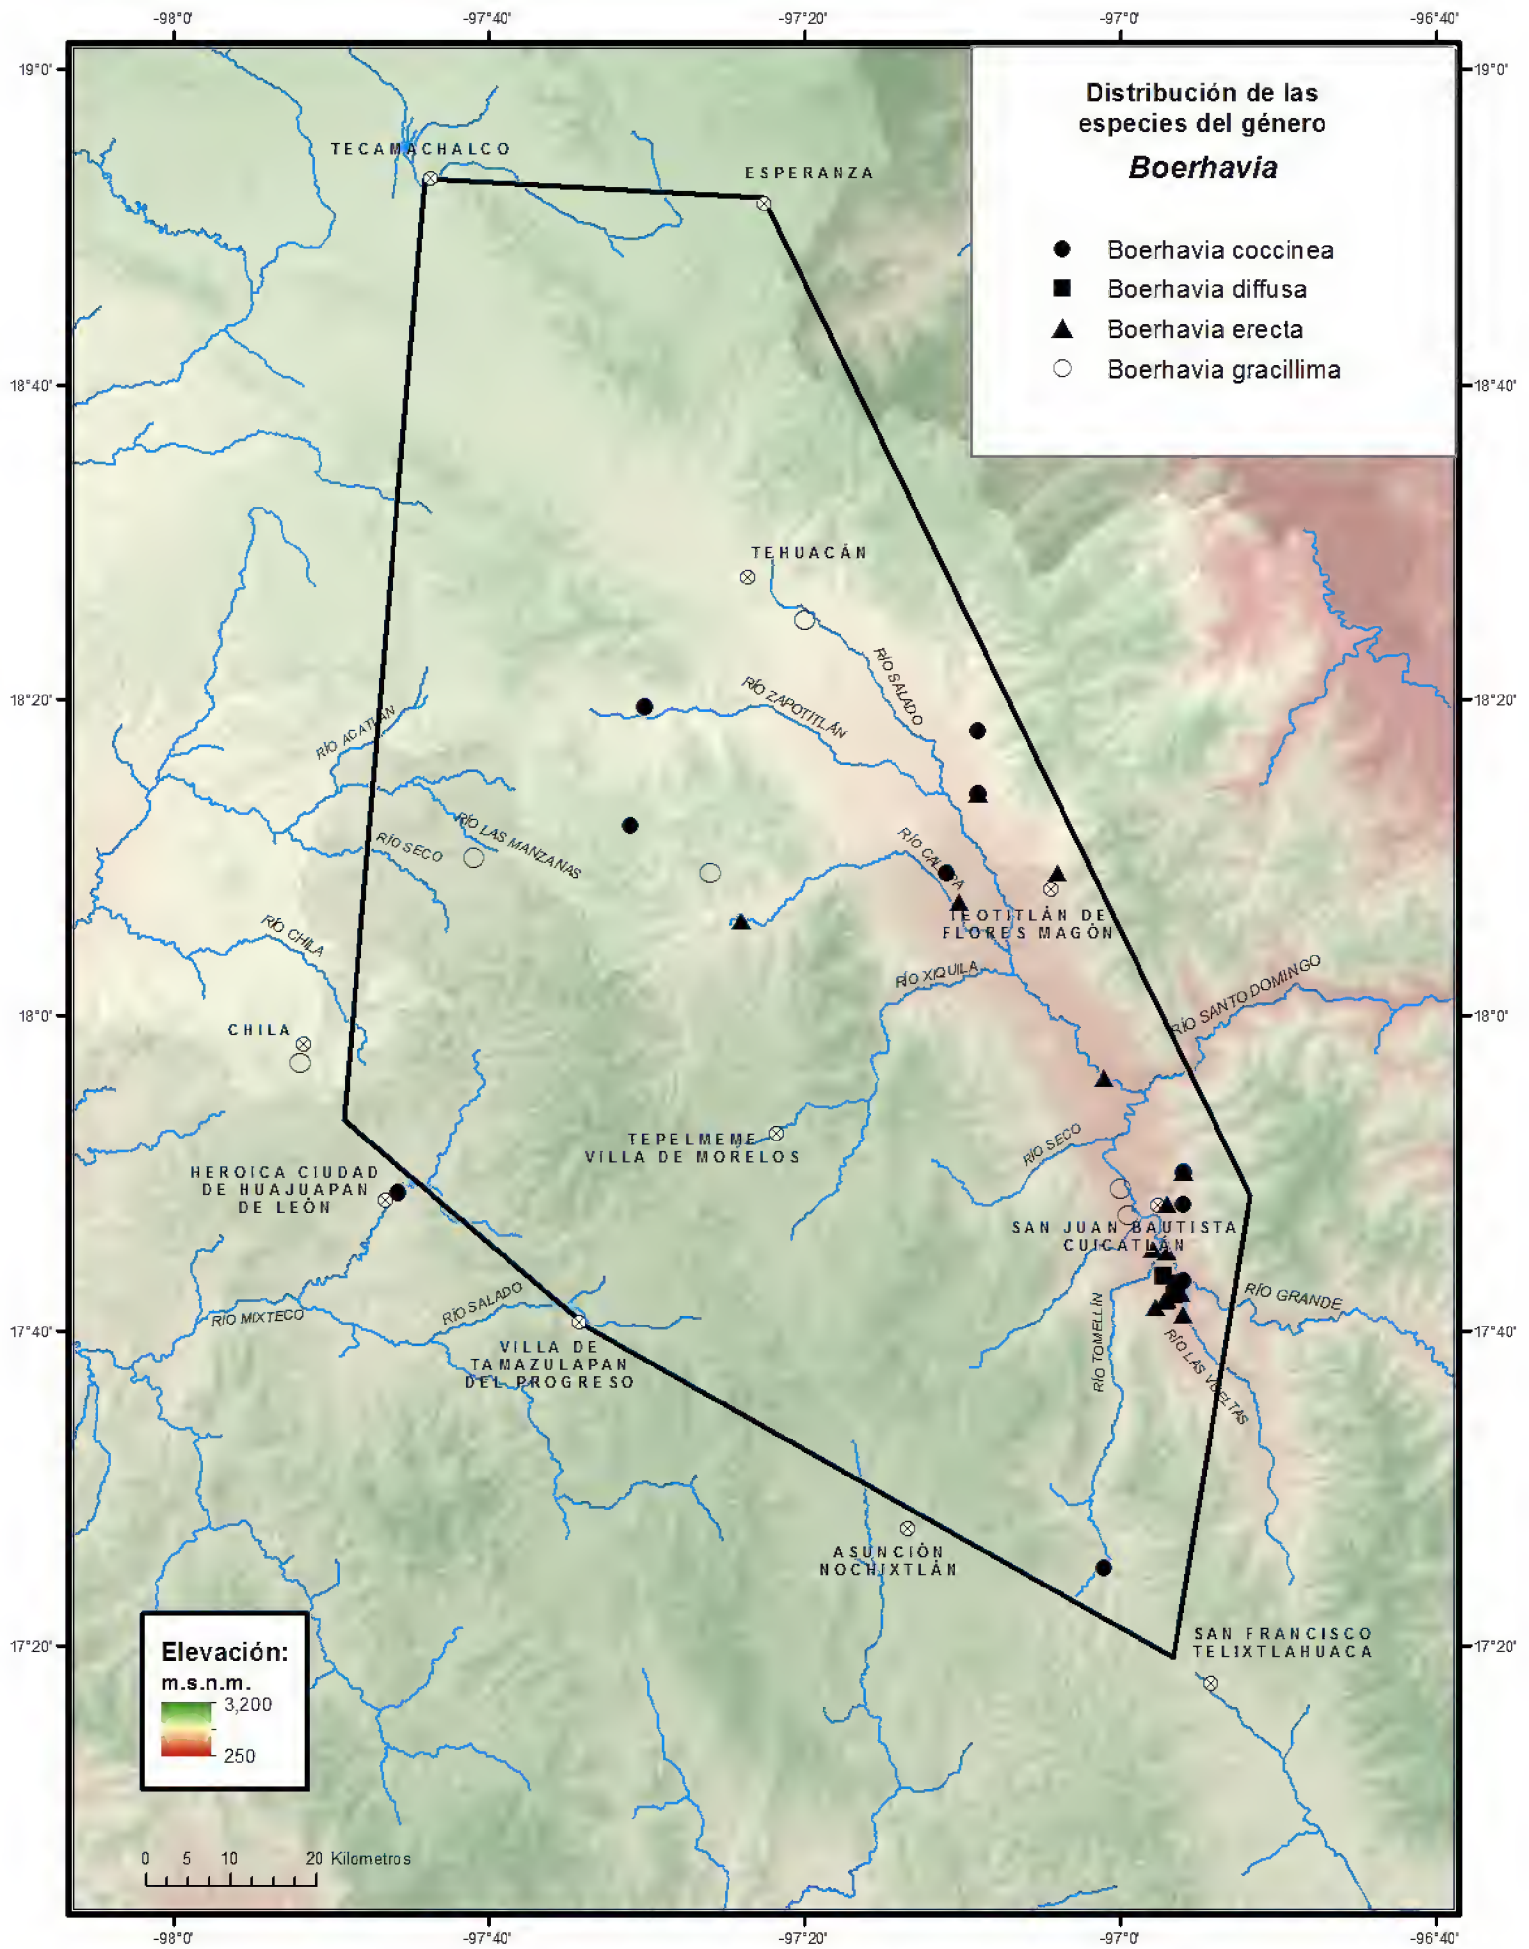 -98°0'
-97°40'
-97°20'
-97°0'
-96°40'
19°0'
19°0'
Distribución de las
especies del género
Boerhavia
Boerhavia coccinea
Boerhavia diffusa
Boerhavia erecta
Boerhavia gracillima
TECAMACHALCO
ESPERANZA
18°40'
18°40'
TEHUACÁN
RÍO SALADO
18°20'
18°20'
RÍO ZAPOTITLÁN
RÍO ACATLÁN
RÍO LAS MANZANAS
RÍO SECO
RÍO CALAPA
TEOTITLÁN DE
FLORES MAGÓN
RÍO CHILA
RÍO XIQUILA
RÍO SANTO DOMINGO
18°0'
18°0'
CHILA
TEPELMEME
VILLA DE MORELOS
RÍO SECO
HEROICA CIUDAD
DE HUAJUAPAN
DE LEÓN
SAN JUAN BAUTISTA
CUICATLÁN
RÍO GRANDE
RÍO SALADO
RÍO MIXTECO
17°40'
17°40'
RÍO TOMELLÍN
RÍO LAS VUELTAS
VILLA DE
TAMAZULAPAN
DEL PROGRESO
ASUNCIÓN
NOCHIXTLÁN
SAN FRANCISCO
TELIXTLAHUACA
17°20'
17°20'
Elevación:
m.s.n.m.
3,200
250
0 5 10 20 Kilometros
-98°0'
-97°40'
-97°20'
-97°0'
-96°40'